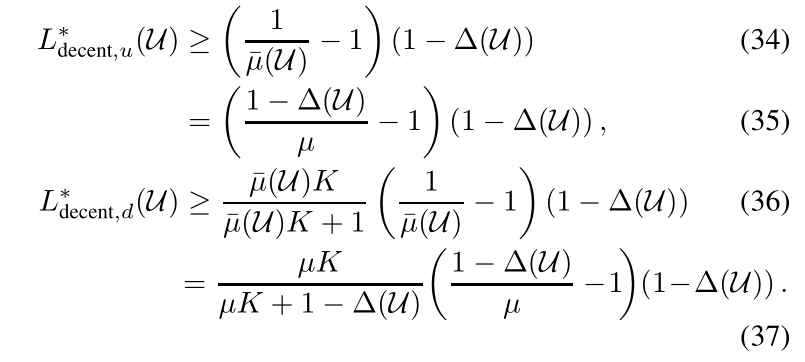 L*_{decent,u}(𝒰) ≥ (1/μ̄(𝒰) − 1) (1 − Δ(𝒰)) (34)
= ((1 − Δ(𝒰))/μ − 1) (1 − Δ(𝒰)) , (35)
L*_{decent,d}(𝒰) ≥ μ̄(𝒰)K/(μ̄(𝒰)K + 1) (1/μ̄(𝒰) − 1) (1 − Δ(𝒰)) (36)
= μK/(μK + 1 − Δ(𝒰)) ((1 − Δ(𝒰))/μ − 1) (1 − Δ(𝒰)) .
(37)